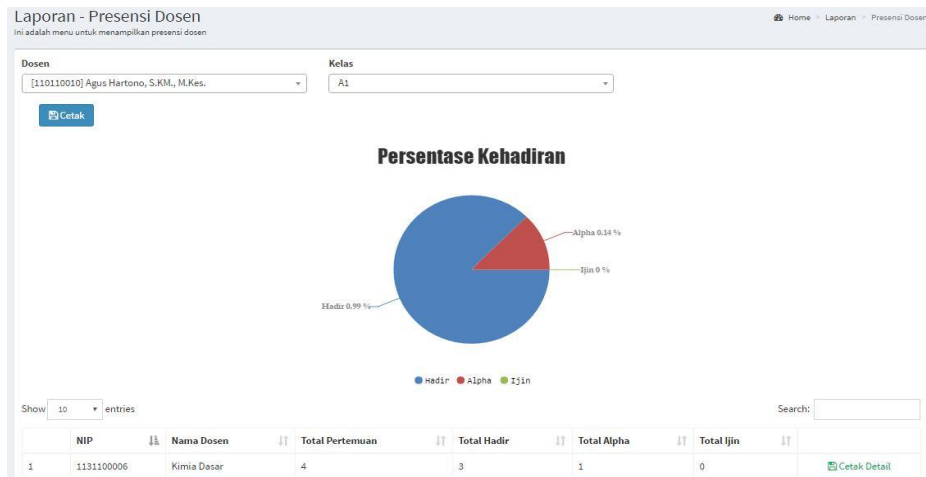 Laporan - Presensi Dosen
Home > Laporan > Presensi Dosen
Ini adalah menu untuk menampilkan presensi dosen
Dosen Kelas
[110110010] Agus Hartono, S.KM., M.Kes. A1
Cetak
Persentase Kehadiran
Alpha 0.14 %
Ijin 0 %
Hadir 0.99 %
Hadir Alpha Ijin
Show 10 entries Search:
NIP Nama Dosen Total Pertemuan Total Hadir Total Alpha Total Ijin
1 1131100006 Kimia Dasar 4 3 1 0 Cetak Detail